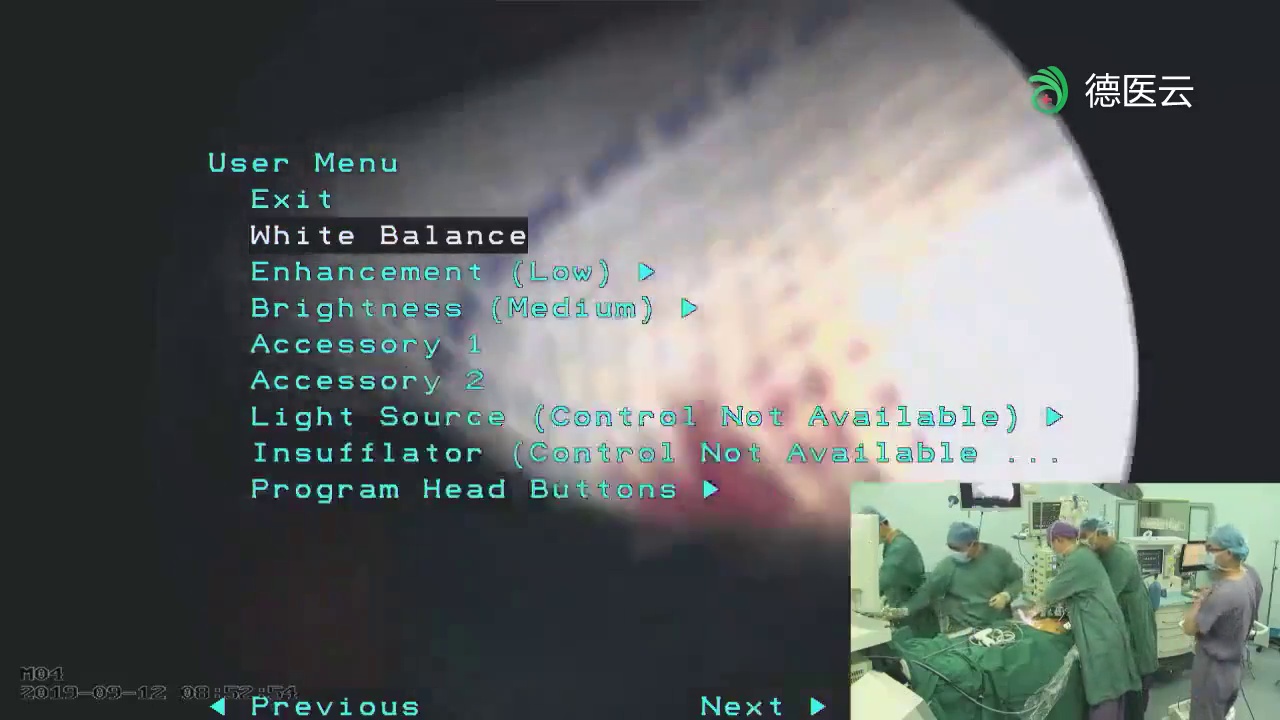 德医云
User Menu
Exit
White Balance
Enhancement (Low) ▶
Brightness (Medium) ▶
Accessory 1
Accessory 2
Light Source (Control Not Available) ▶
Insufflator (Control Not Available ...
Program Head Buttons ▶
M04
2019-09-12 08:52:54
◀ Previous
Next ▶